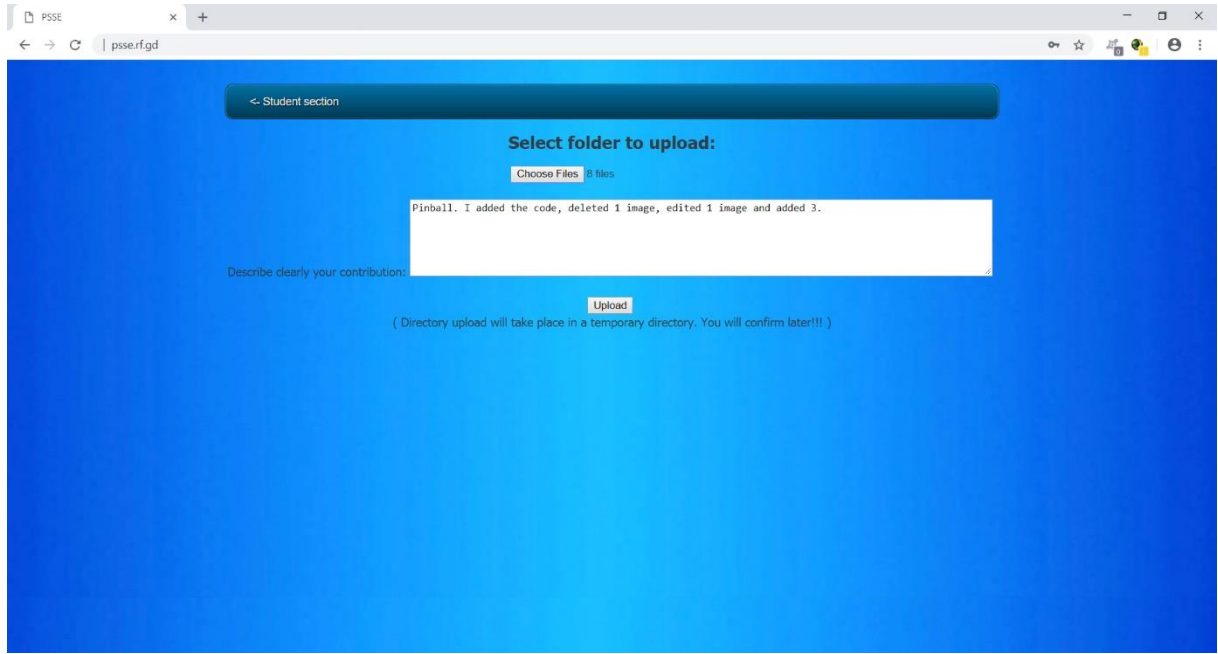 PSSE
psse.rf.gd
<- Student section
Select folder to upload:
Choose Files 8 files
Pinball. I added the code, deleted 1 image, edited 1 image and added 3.
Describe clearly your contribution:
Upload
( Directory upload will take place in a temporary directory. You will confirm later!!! )